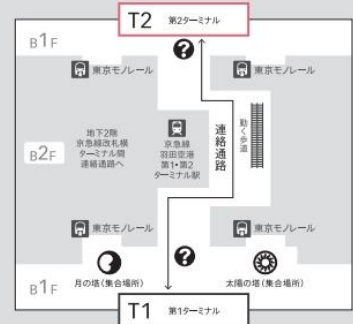 T2 第2ターミナル
B1F
?
東京モノレール
東京モノレール
地下2階
京急線改札横
ターミナル間
連絡通路へ
B2F
京急線
羽田空港
第1・第2
ターミナル駅
連絡通路
動く歩道
東京モノレール
東京モノレール
?
月の塔(集合場所)
太陽の塔(集合場所)
B1F
T1 第1ターミナル